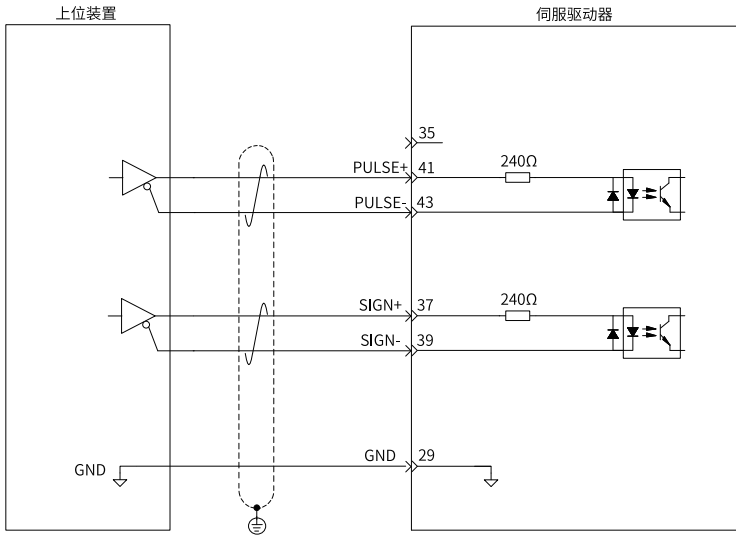 上位装置
伺服驱动器
35
PULSE+ 41 240Ω
PULSE- 43
SIGN+ 37 240Ω
SIGN- 39
GND GND 29